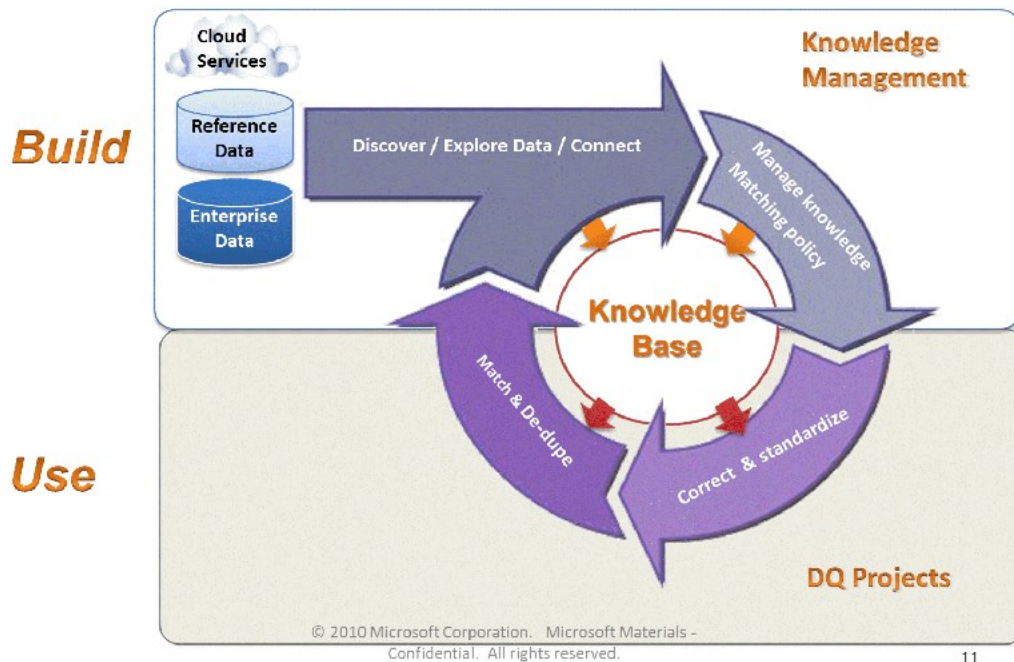 Cloud
Services
Knowledge
Management
Build
Reference
Data
Discover / Explore Data / Connect
Manage knowledge
Matching policy
Enterprise
Data
Knowledge
Base
Match & De-dupe
Correct & standardize
Use
DQ Projects
© 2010 Microsoft Corporation. Microsoft Materials -
Confidential. All rights reserved.
11